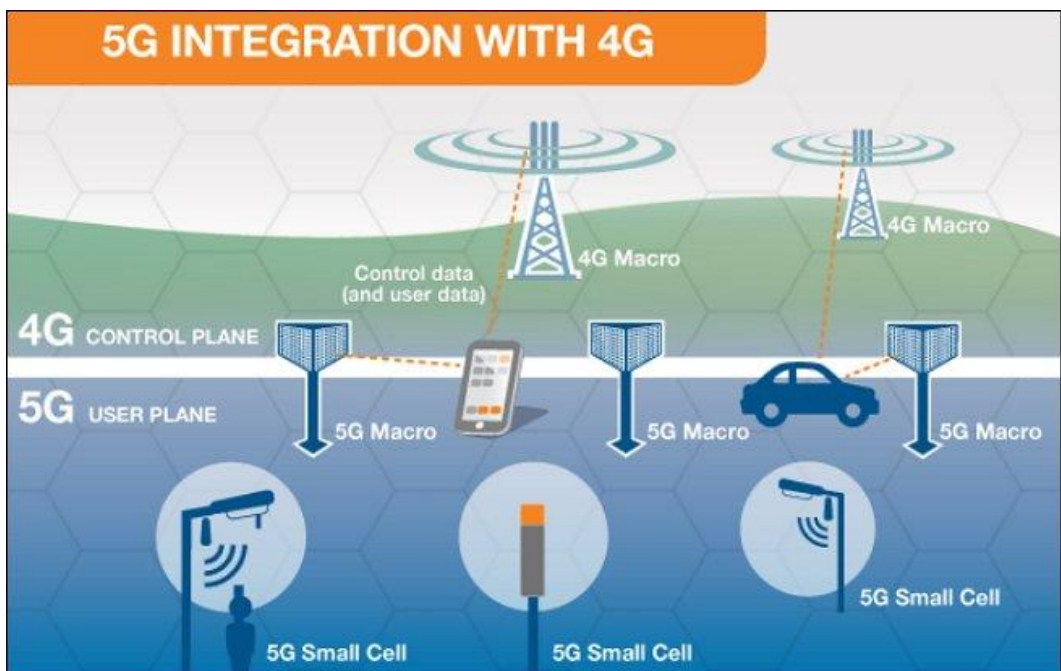 5G INTEGRATION WITH 4G
4G Macro
4G Macro
Control data
(and user data)
4G CONTROL PLANE
5G USER PLANE
5G Macro
5G Macro
5G Macro
5G Small Cell
5G Small Cell
5G Small Cell